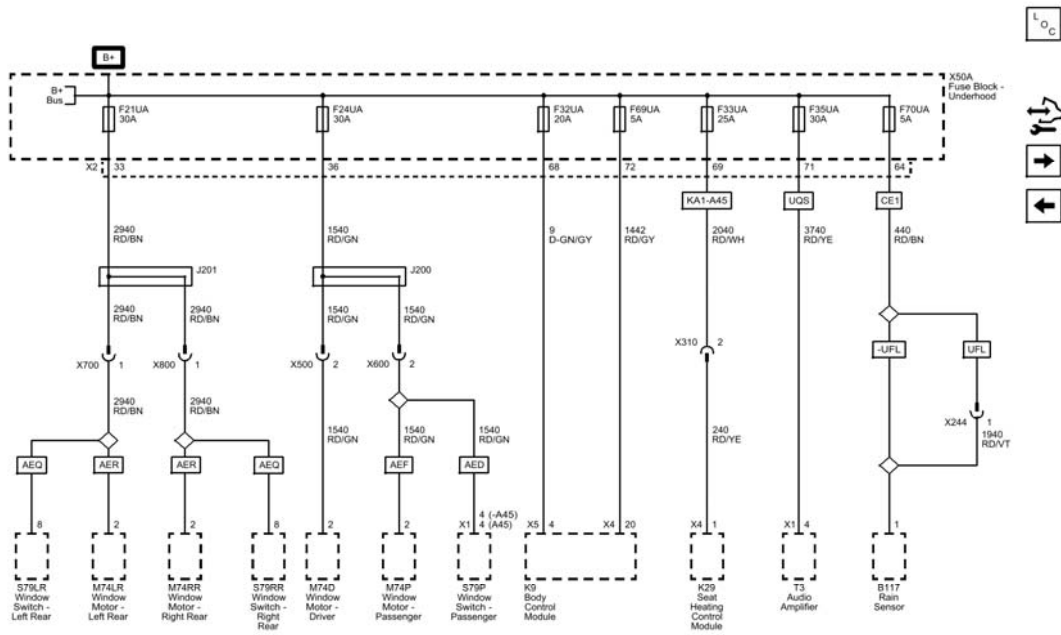 L
O
C
B+
B+
Bus
X50A
Fuse Block -
Underhood
F21UA
30A
F24UA
30A
F32UA
20A
F69UA
5A
F33UA
25A
F35UA
30A
F70UA
5A
X2 33 36 68 72 69 71 64
KA1-A45 UQS CE1
2940
RD/BN
1540
RD/GN
9
D-GN/GY
1442
RD/GY
2040
RD/WH
3740
RD/YE
440
RD/BN
J201
J200
2940
RD/BN
2940
RD/BN
1540
RD/GN
1540
RD/GN
-UFL UFL
X310 2
X700 1 X800 1 X500 2 X600 2
X244 1
1940
RD/VT
2940
RD/BN
2940
RD/BN
1540
RD/GN
1540
RD/GN
1540
RD/GN
240
RD/YE
AEQ AER AER AEQ AEF AED
4 (-A45)
8 2 2 8 2 2 X1 4 (A45) X5 4 X4 20 X4 1 X1 4 1
S79LR
Window
Switch -
Left Rear
M74LR
Window
Motor -
Left Rear
M74RR
Window
Motor -
Right Rear
S79RR
Window
Switch -
Right
Rear
M74D
Window
Motor -
Driver
M74P
Window
Motor -
Passenger
S79P
Window
Switch -
Passenger
K9
Body
Control
Module
K29
Seat
Heating
Control
Module
T3
Audio
Amplifier
B117
Rain
Sensor